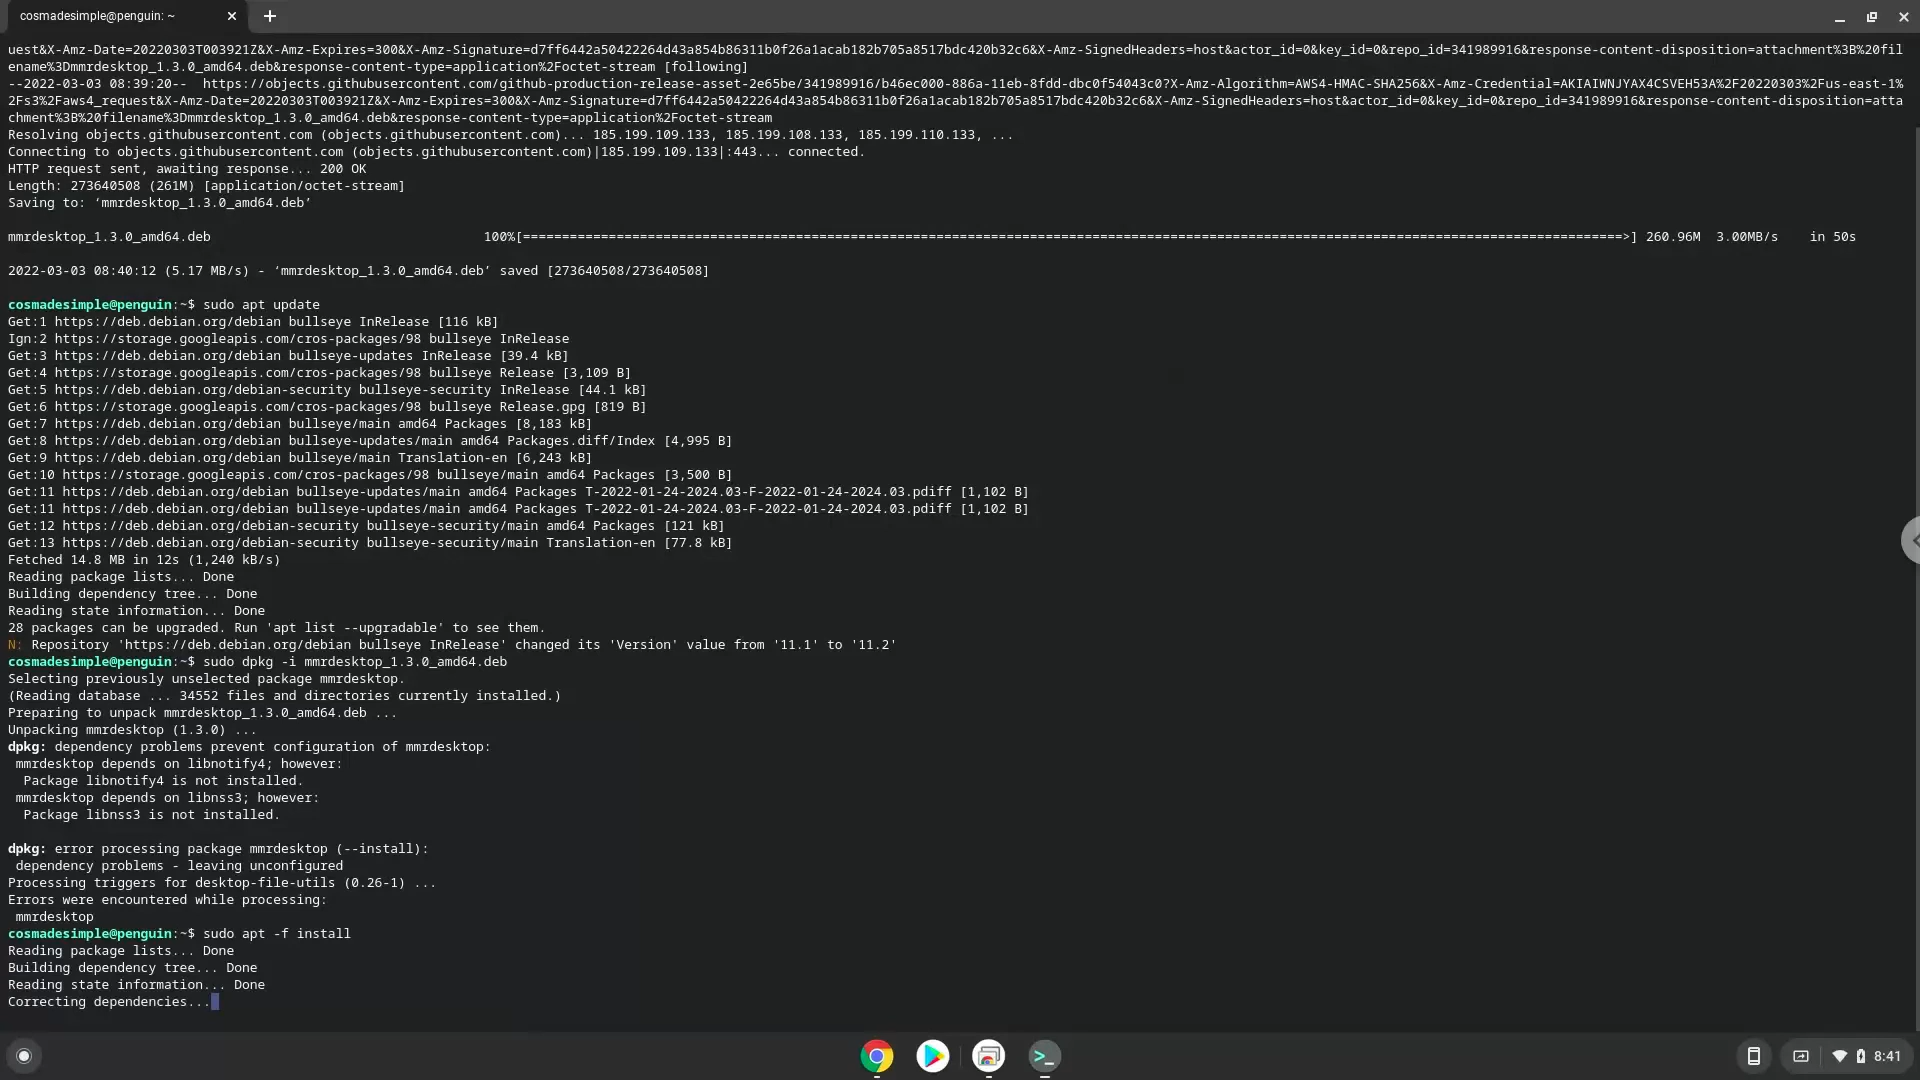 cosmadesimple@penguin: ~
uest&X-Amz-Date=20220303T003921Z&X-Amz-Expires=300&X-Amz-Signature=d7ff6442a50422264d43a854b86311b0f26a1acab182b705a8517bdc420b32c6&X-Amz-SignedHeaders=host&actor_id=0&key_id=0&repo_id=341989916&response-content-disposition=attachment%3B%20fil
ename%3Dmmrdesktop_1.3.0_amd64.deb&response-content-type=application%2Foctet-stream [following]
--2022-03-03 08:39:20--  https://objects.githubusercontent.com/github-production-release-asset-2e65be/341989916/b46ec000-886a-11eb-8fdd-dbc0f54043c0?X-Amz-Algorithm=AWS4-HMAC-SHA256&X-Amz-Credential=AKIAIWNJYAX4CSVEH53A%2F20220303%2Fus-east-1%
2Fs3%2Faws4_request&X-Amz-Date=20220303T003921Z&X-Amz-Expires=300&X-Amz-Signature=d7ff6442a50422264d43a854b86311b0f26a1acab182b705a8517bdc420b32c6&X-Amz-SignedHeaders=host&actor_id=0&key_id=0&repo_id=341989916&response-content-disposition=atta
chment%3B%20filename%3Dmmrdesktop_1.3.0_amd64.deb&response-content-type=application%2Foctet-stream
Resolving objects.githubusercontent.com (objects.githubusercontent.com)... 185.199.109.133, 185.199.108.133, 185.199.110.133, ...
Connecting to objects.githubusercontent.com (objects.githubusercontent.com)|185.199.109.133|:443... connected.
HTTP request sent, awaiting response... 200 OK
Length: 273640508 (261M) [application/octet-stream]
Saving to: ‘mmrdesktop_1.3.0_amd64.deb’
mmrdesktop_1.3.0_amd64.deb 100%[=============================================================================================================================================>] 260.96M 3.00MB/s in 50s
2022-03-03 08:40:12 (5.17 MB/s) - ‘mmrdesktop_1.3.0_amd64.deb’ saved [273640508/273640508]
cosmadesimple@penguin:~$ sudo apt update
Get:1 https://deb.debian.org/debian bullseye InRelease [116 kB]
Ign:2 https://storage.googleapis.com/cros-packages/98 bullseye InRelease
Get:3 https://deb.debian.org/debian bullseye-updates InRelease [39.4 kB]
Get:4 https://storage.googleapis.com/cros-packages/98 bullseye Release [3,109 B]
Get:5 https://deb.debian.org/debian-security bullseye-security InRelease [44.1 kB]
Get:6 https://storage.googleapis.com/cros-packages/98 bullseye Release.gpg [819 B]
Get:7 https://deb.debian.org/debian bullseye/main amd64 Packages [8,183 kB]
Get:8 https://deb.debian.org/debian bullseye-updates/main amd64 Packages.diff/Index [4,995 B]
Get:9 https://deb.debian.org/debian bullseye/main Translation-en [6,243 kB]
Get:10 https://storage.googleapis.com/cros-packages/98 bullseye/main amd64 Packages [3,500 B]
Get:11 https://deb.debian.org/debian bullseye-updates/main amd64 Packages T-2022-01-24-2024.03-F-2022-01-24-2024.03.pdiff [1,102 B]
Get:11 https://deb.debian.org/debian bullseye-updates/main amd64 Packages T-2022-01-24-2024.03-F-2022-01-24-2024.03.pdiff [1,102 B]
Get:12 https://deb.debian.org/debian-security bullseye-security/main amd64 Packages [121 kB]
Get:13 https://deb.debian.org/debian-security bullseye-security/main Translation-en [77.8 kB]
Fetched 14.8 MB in 12s (1,240 kB/s)
Reading package lists... Done
Building dependency tree... Done
Reading state information... Done
28 packages can be upgraded. Run 'apt list --upgradable' to see them.
N: Repository 'https://deb.debian.org/debian bullseye InRelease' changed its 'Version' value from '11.1' to '11.2'
cosmadesimple@penguin:~$ sudo dpkg -i mmrdesktop_1.3.0_amd64.deb
Selecting previously unselected package mmrdesktop.
(Reading database ... 34552 files and directories currently installed.)
Preparing to unpack mmrdesktop_1.3.0_amd64.deb ...
Unpacking mmrdesktop (1.3.0) ...
dpkg: dependency problems prevent configuration of mmrdesktop:
mmrdesktop depends on libnotify4; however:
Package libnotify4 is not installed.
mmrdesktop depends on libnss3; however:
Package libnss3 is not installed.
dpkg: error processing package mmrdesktop (--install):
dependency problems - leaving unconfigured
Processing triggers for desktop-file-utils (0.26-1) ...
Errors were encountered while processing:
mmrdesktop
cosmadesimple@penguin:~$ sudo apt -f install
Reading package lists... Done
Building dependency tree... Done
Reading state information... Done
Correcting dependencies...
8:41